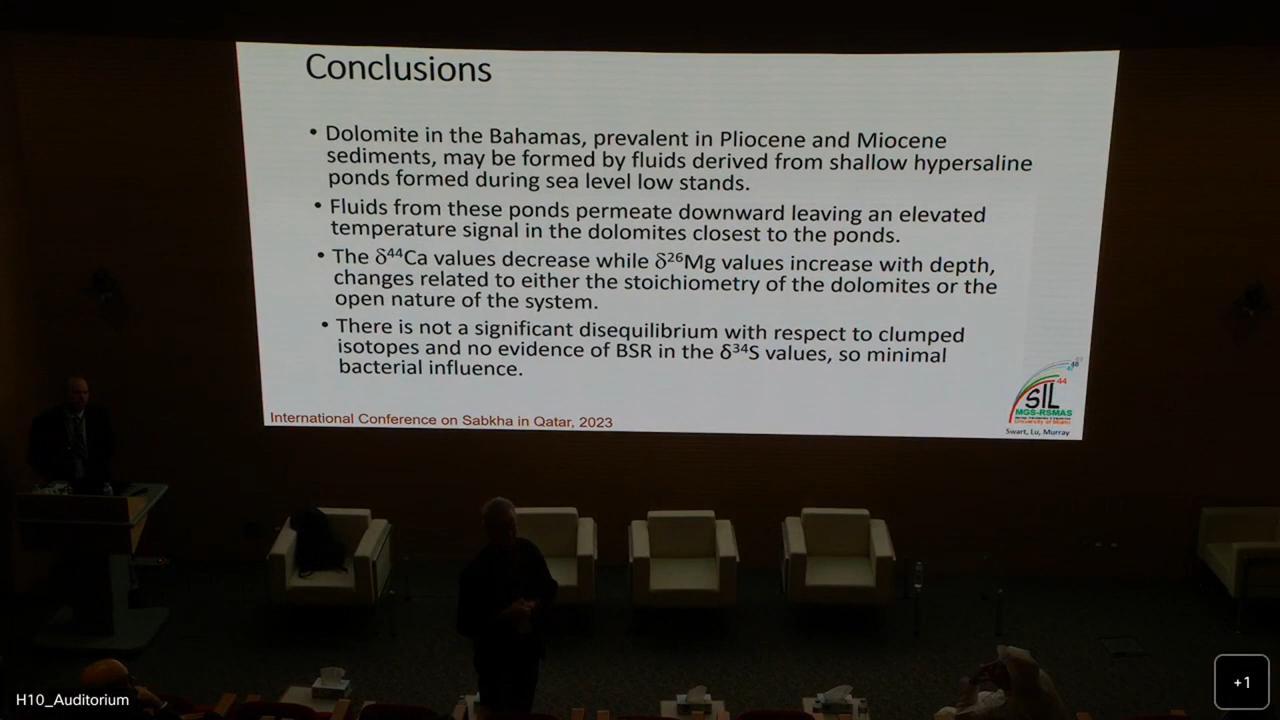 Conclusions
• Dolomite in the Bahamas, prevalent in Pliocene and Miocene
sediments, may be formed by fluids derived from shallow hypersaline
ponds formed during sea level low stands.
• Fluids from these ponds permeate downward leaving an elevated
temperature signal in the dolomites closest to the ponds.
• The δ⁴⁴Ca values decrease while δ²⁶Mg values increase with depth,
changes related to either the stoichiometry of the dolomites or the
open nature of the system.
• There is not a significant disequilibrium with respect to clumped
isotopes and no evidence of BSR in the δ³⁴S values, so minimal
bacterial influence.
International Conference on Sabkha in Qatar, 2023
48
44
SIL
MGS-RSMAS
University of Miami
Swart, Lu, Murray
H10_Auditorium
+1